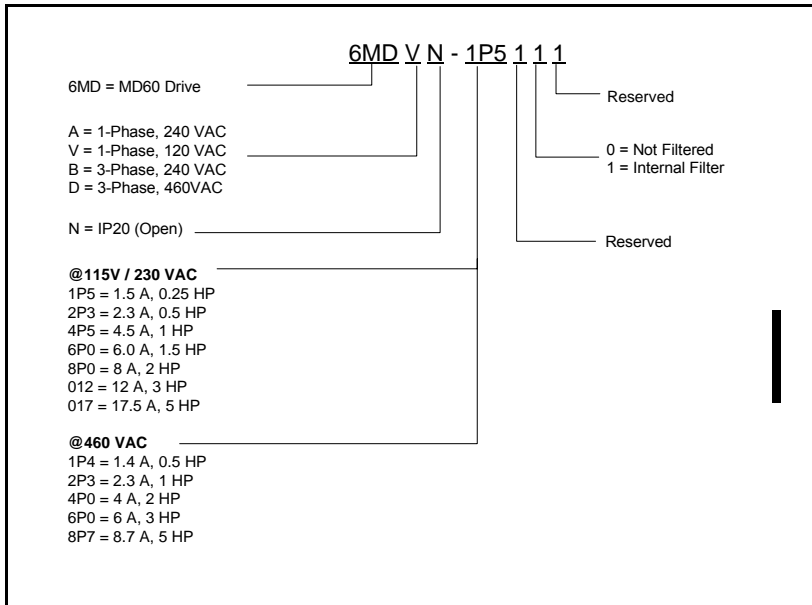 6MD V N - 1P5 1 1 1
6MD = MD60 Drive
Reserved
A = 1-Phase, 240 VAC
V = 1-Phase, 120 VAC
B = 3-Phase, 240 VAC
D = 3-Phase, 460VAC
0 = Not Filtered
1 = Internal Filter
N = IP20 (Open)
Reserved
@115V / 230 VAC
1P5 = 1.5 A, 0.25 HP
2P3 = 2.3 A, 0.5 HP
4P5 = 4.5 A, 1 HP
6P0 = 6.0 A, 1.5 HP
8P0 = 8 A, 2 HP
012 = 12 A, 3 HP
017 = 17.5 A, 5 HP
@460 VAC
1P4 = 1.4 A, 0.5 HP
2P3 = 2.3 A, 1 HP
4P0 = 4 A, 2 HP
6P0 = 6 A, 3 HP
8P7 = 8.7 A, 5 HP